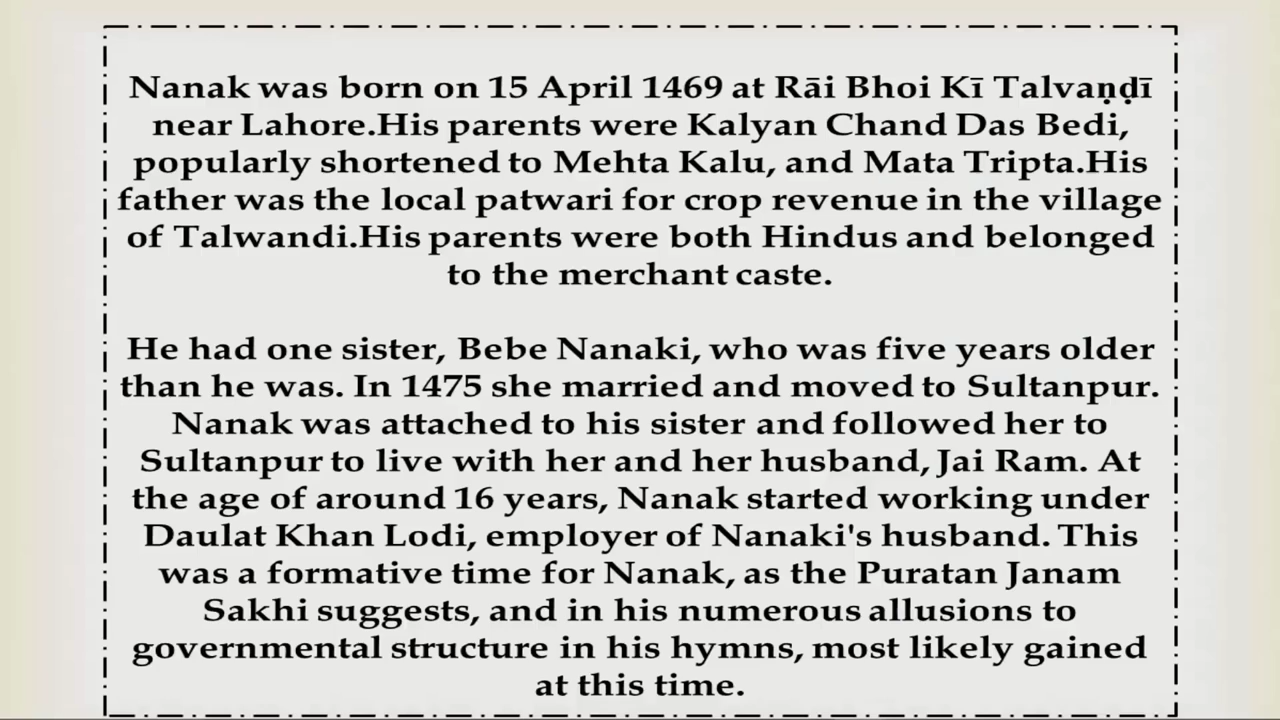 Nanak was born on 15 April 1469 at Rāi Bhoi Kī Talvaṇḍī
near Lahore.His parents were Kalyan Chand Das Bedi,
popularly shortened to Mehta Kalu, and Mata Tripta.His
father was the local patwari for crop revenue in the village
of Talwandi.His parents were both Hindus and belonged
to the merchant caste.
He had one sister, Bebe Nanaki, who was five years older
than he was. In 1475 she married and moved to Sultanpur.
Nanak was attached to his sister and followed her to
Sultanpur to live with her and her husband, Jai Ram. At
the age of around 16 years, Nanak started working under
Daulat Khan Lodi, employer of Nanaki's husband. This
was a formative time for Nanak, as the Puratan Janam
Sakhi suggests, and in his numerous allusions to
governmental structure in his hymns, most likely gained
at this time.